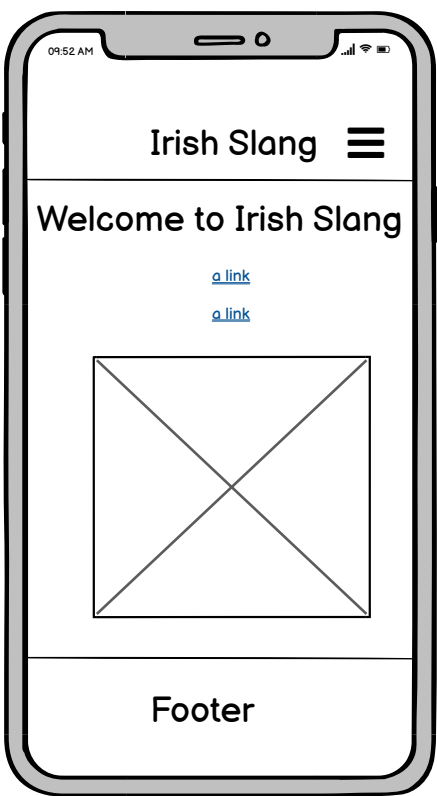 09:52 AM
Irish Slang
Welcome to Irish Slang
a link
a link
Footer